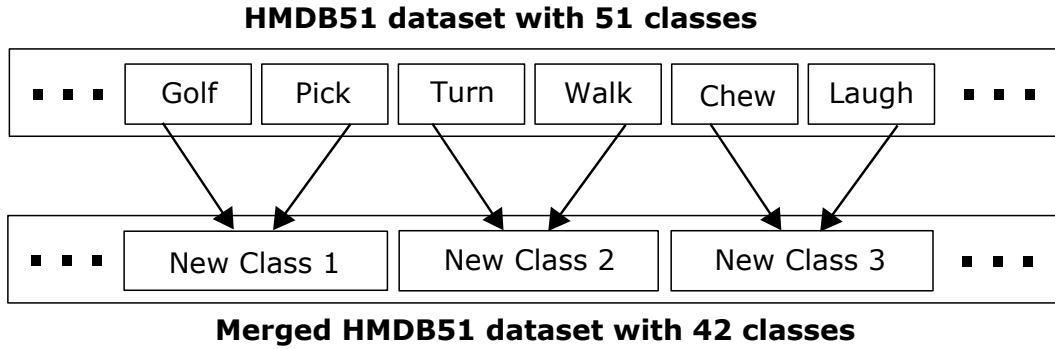 HMDB51 dataset with 51 classes
Golf Pick Turn Walk Chew Laugh
New Class 1 New Class 2 New Class 3
Merged HMDB51 dataset with 42 classes